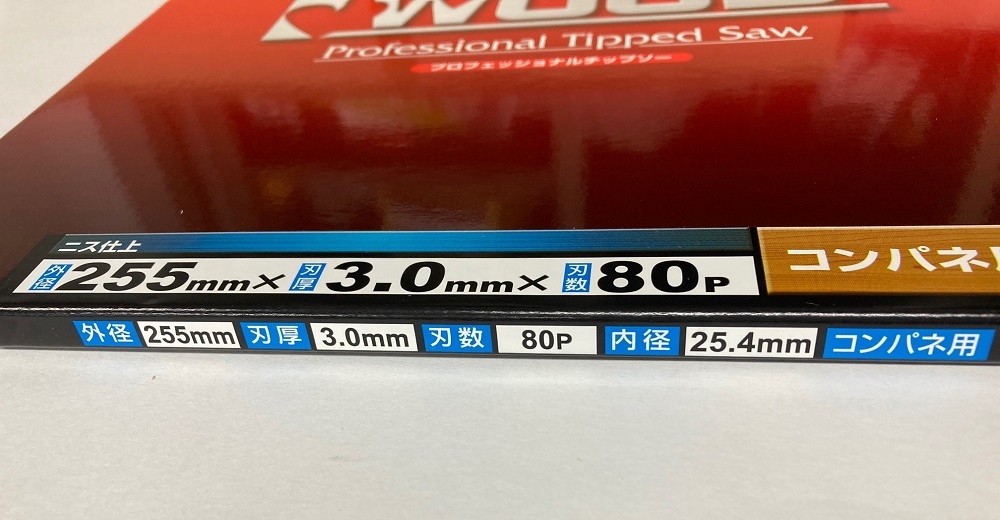 WOOD
Professional Tipped Saw
プロフェッショナルチップソー
ニス仕上
外径 255mm× 刃厚 3.0mm× 刃数 80P
コンパネ
外径 255mm 刃厚 3.0mm 刃数 80P 内径 25.4mm コンパネ用